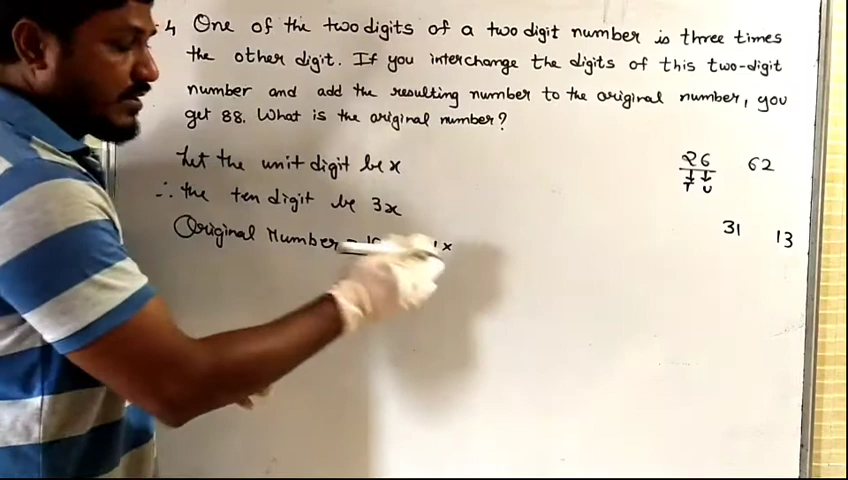 4 One of the two digits of a two digit number is three times
the other digit. If you interchange the digits of this two-digit
number and add the resulting number to the original number, you
get 88. What is the original number?
Let the unit digit be x
∴ the ten digit be 3x
Original Number =
26 62
T U
31 13